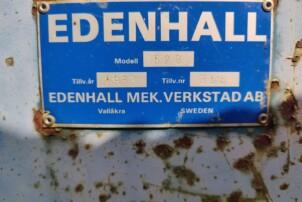 EDENHALL
Modell
Tillv.år Tillv.nr
EDENHALL MEK. VERKSTAD AB
Vallåkra SWEDEN